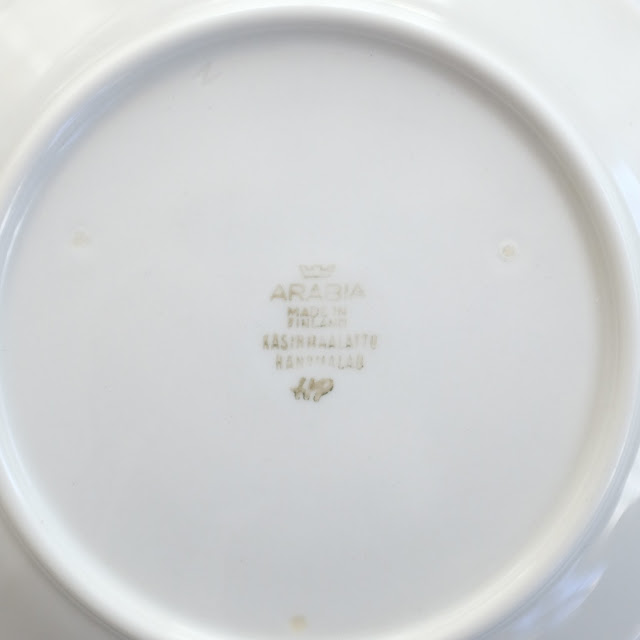 ARABIA
MADE IN
FINLAND
KÄSINMAALATTU
HANDMÅLAD